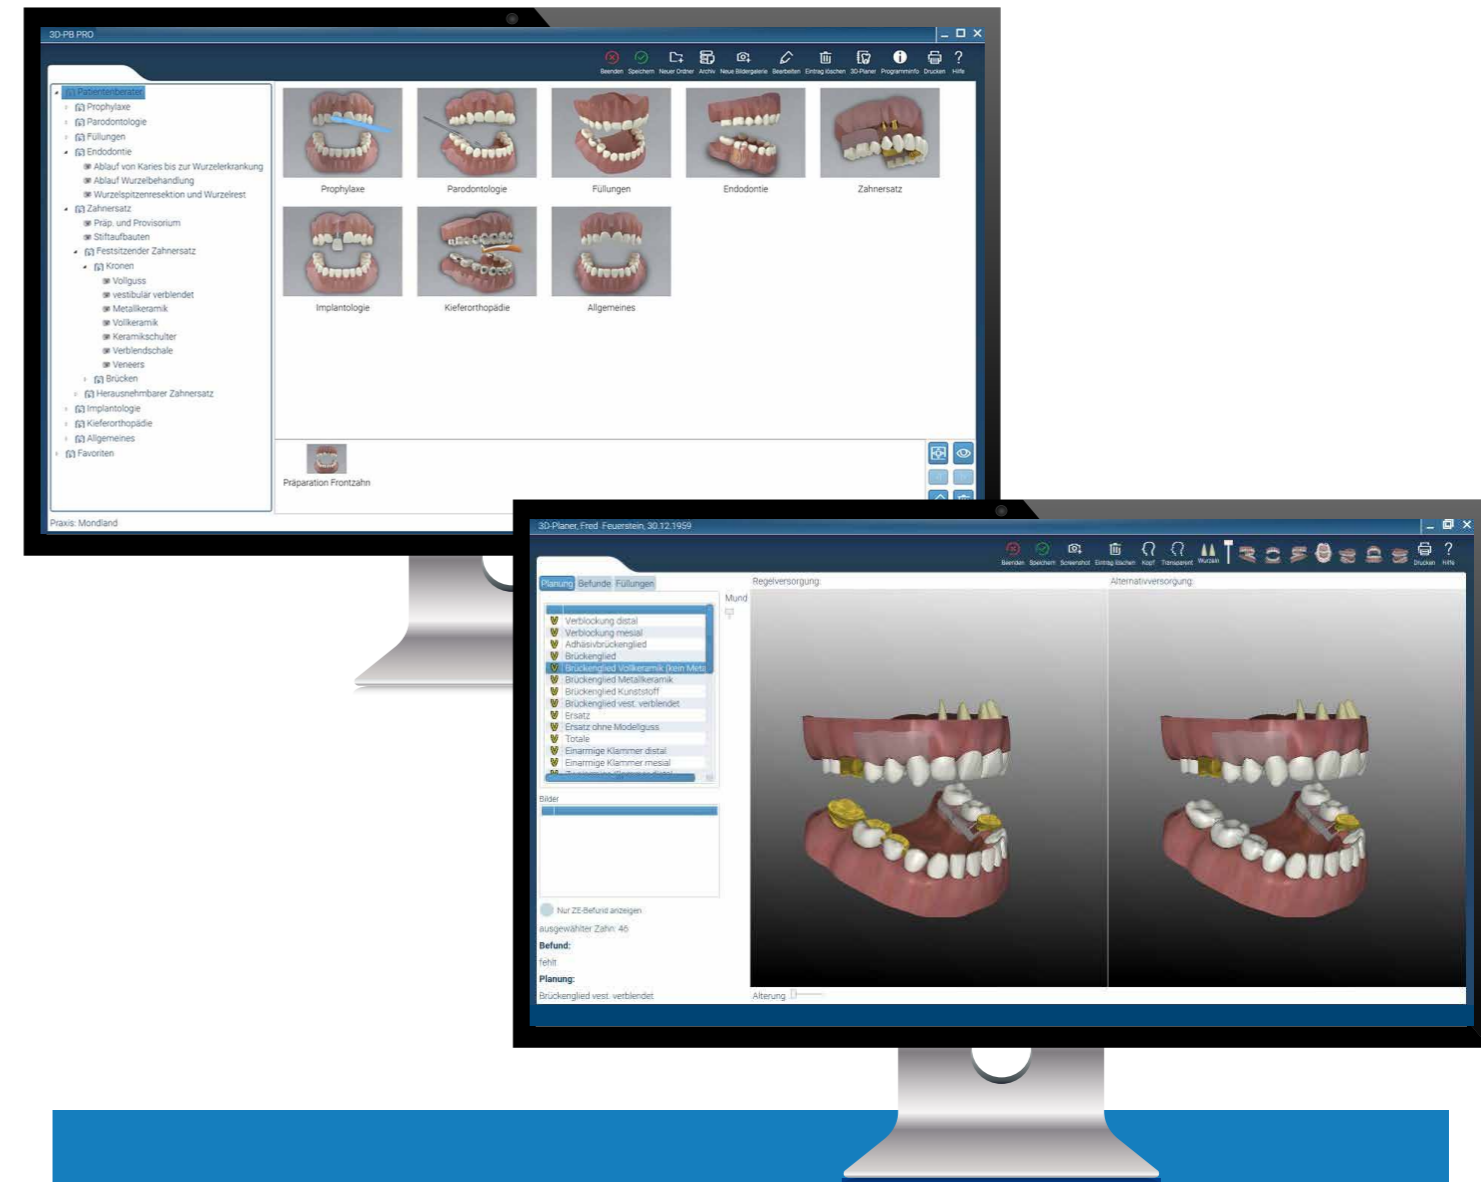 3D-PB PRO
Beenden Speichern Neuer Ordner Archiv Neue Bildergalerie Bearbeiten Eintrag löschen 3D-Planer Programminfo Drucken Hilfe
Patientenberater
Prophylaxe
Parodontologie
Füllungen
Endodontie
Ablauf von Karies bis zur Wurzelerkrankung
Ablauf Wurzelbehandlung
Wurzelspitzenresektion und Wurzelrest
Zahnersatz
Präp. und Provisorium
Stiftaufbauten
Festsitzender Zahnersatz
Kronen
Vollguss
vestibulär verblendet
Metallkeramik
Vollkeramik
Keramikschulter
Verblendschale
Veneers
Brücken
Herausnehmbarer Zahnersatz
Implantologie
Kieferorthopädie
Allgemeines
Favoriten
Prophylaxe Parodontologie Füllungen Endodontie Zahnersatz
Implantologie Kieferorthopädie Allgemeines
Präparation Frontzahn
Praxis: Mondland
3D-Planer, Fred Feuerstein, 30.12.1959
Beenden Speichern Screenshot Eintrag löschen Kopf Transparent Wurzeln Drucken Hilfe
Planung Befunde Füllungen
Mund
Regelversorgung:
Alternativversorgung:
Verblockung distal
Verblockung mesial
Adhäsivbrückenglied
Brückenglied
Brückenglied Vollkeramik (kein Meta
Brückenglied Metallkeramik
Brückenglied Kunststoff
Brückenglied vest. verblendet
Ersatz
Ersatz ohne Modellguss
Totale
Einarmige Klammer distal
Einarmige Klammer mesial
Bilder
Nur ZE-Befund anzeigen
ausgewählter Zahn: 46
Befund:
fehlt
Planung:
Brückenglied vest. verblendet
Alterung